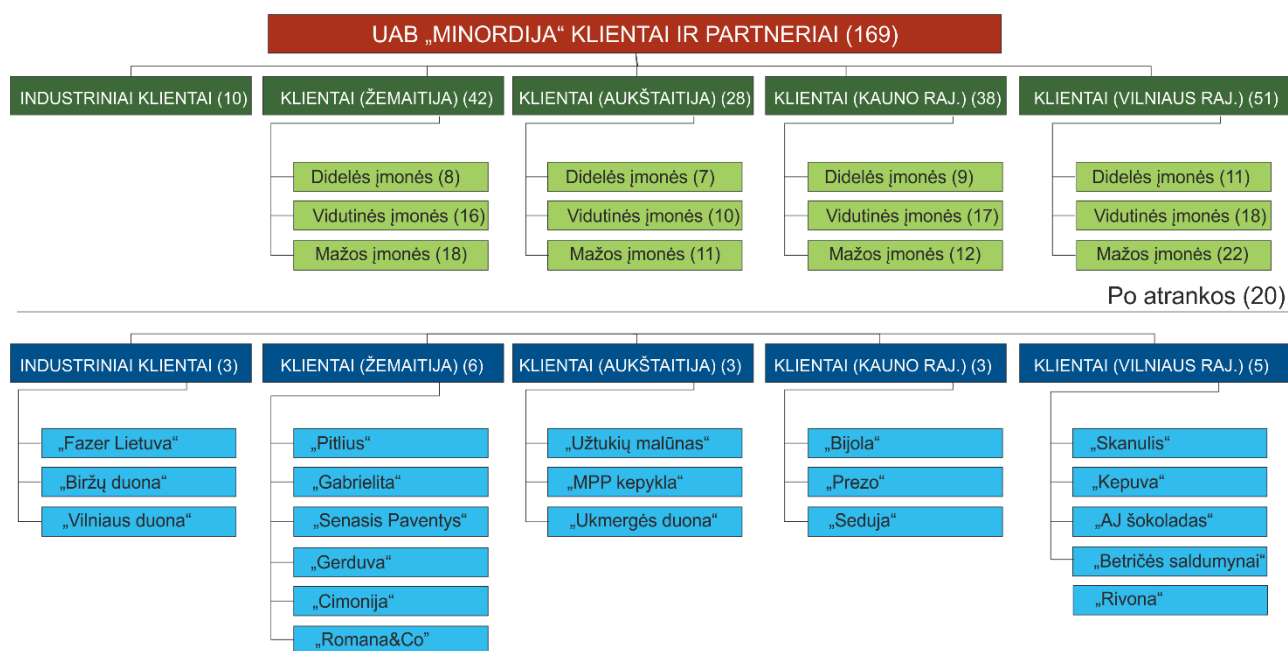 UAB „MINORDIJA“ KLIENTAI IR PARTNERIAI (169)
INDUSTRINIAI KLIENTAI (10)
KLIENTAI (ŽEMAITIJA) (42)
KLIENTAI (AUKŠTAITIJA) (28)
KLIENTAI (KAUNO RAJ.) (38)
KLIENTAI (VILNIAUS RAJ.) (51)
Didelės įmonės (8)
Vidutinės įmonės (16)
Mažos įmonės (18)
Didelės įmonės (7)
Vidutinės įmonės (10)
Mažos įmonės (11)
Didelės įmonės (9)
Vidutinės įmonės (17)
Mažos įmonės (12)
Didelės įmonės (11)
Vidutinės įmonės (18)
Mažos įmonės (22)
Po atrankos (20)
INDUSTRINIAI KLIENTAI (3)
KLIENTAI (ŽEMAITIJA) (6)
KLIENTAI (AUKŠTAITIJA) (3)
KLIENTAI (KAUNO RAJ.) (3)
KLIENTAI (VILNIAUS RAJ.) (5)
„Fazer Lietuva“
„Biržų duona“
„Vilniaus duona“
„Pitlius“
„Gabrielita“
„Senasis Paventys“
„Gerduva“
„Cimonija“
„Romana&Co”
„Užtukių malūnas“
„MPP kepykla“
„Ukmergės duona“
„Bijola“
„Prezo“
„Seduja“
„Skanulis“
„Kepuva“
„AJ šokoladas“
„Betričės saldumynai“
„Rivona“